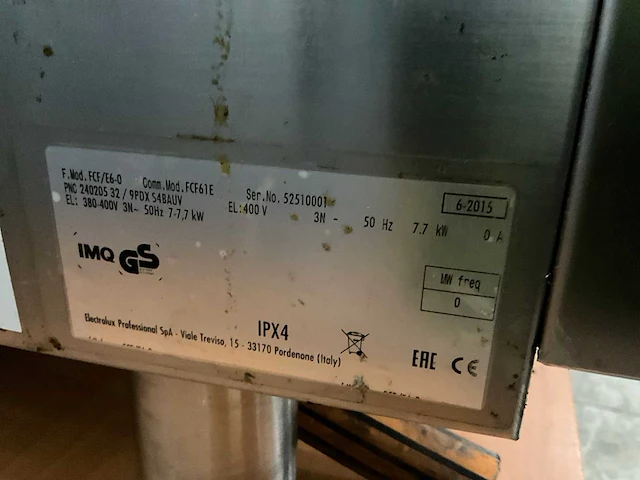 F.Mod. FCF/E6-0 Comm.Mod. FCF61E Ser.No. 52510001 6-2015
PNC 240205 32 / 9PDX S4BAUV
EL: 380-400V 3N~ 50Hz 7-7,7 kW EL: 400 V 3N ~ 50 Hz 7.7 kW 0 A
IMQ GS
MW freq
0
IPX4
Electrolux Professional SpA - Viale Treviso, 15 - 33170 Pordenone (Italy)
EAC CE